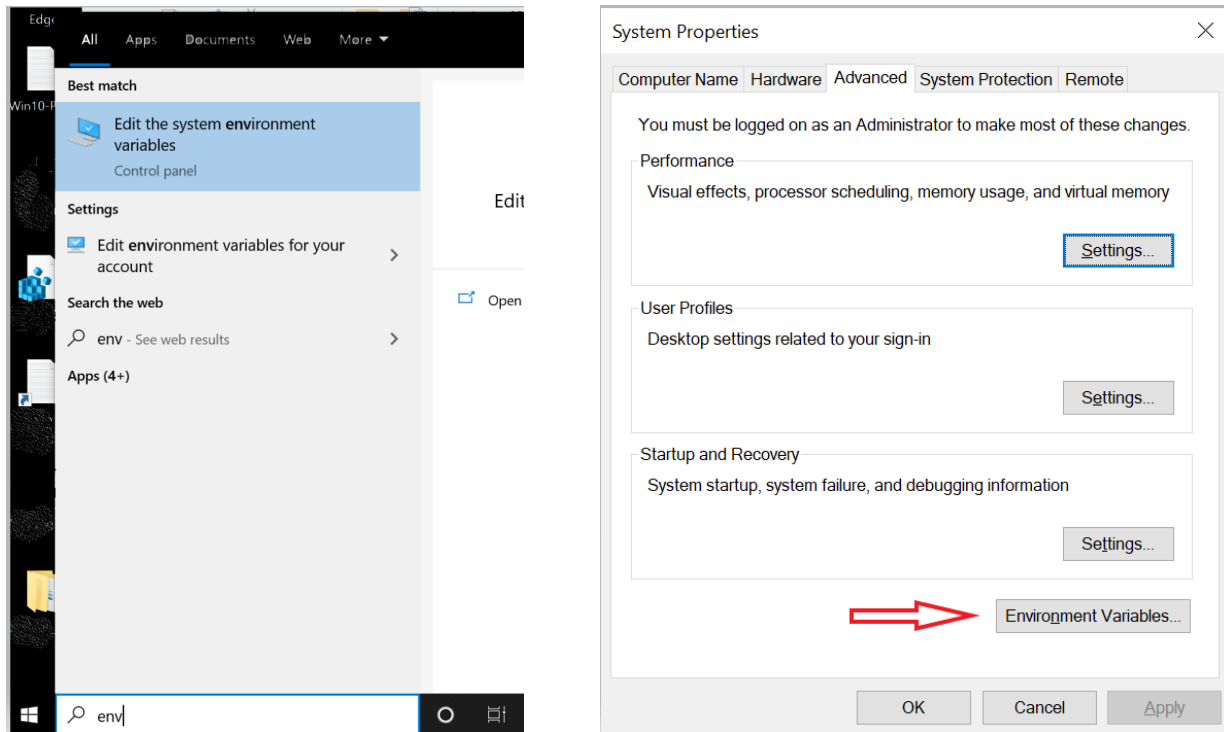 Edge
All Apps Documents Web More
Best match
Win10-P
Edit the system environment
variables
Control panel
Settings
Edit environment variables for your
account
Search the web
env - See web results
Apps (4+)
Edit
Open
env
System Properties
Computer Name Hardware Advanced System Protection Remote
You must be logged on as an Administrator to make most of these changes.
Performance
Visual effects, processor scheduling, memory usage, and virtual memory
Settings...
User Profiles
Desktop settings related to your sign-in
Settings...
Startup and Recovery
System startup, system failure, and debugging information
Settings...
Environment Variables...
OK Cancel Apply